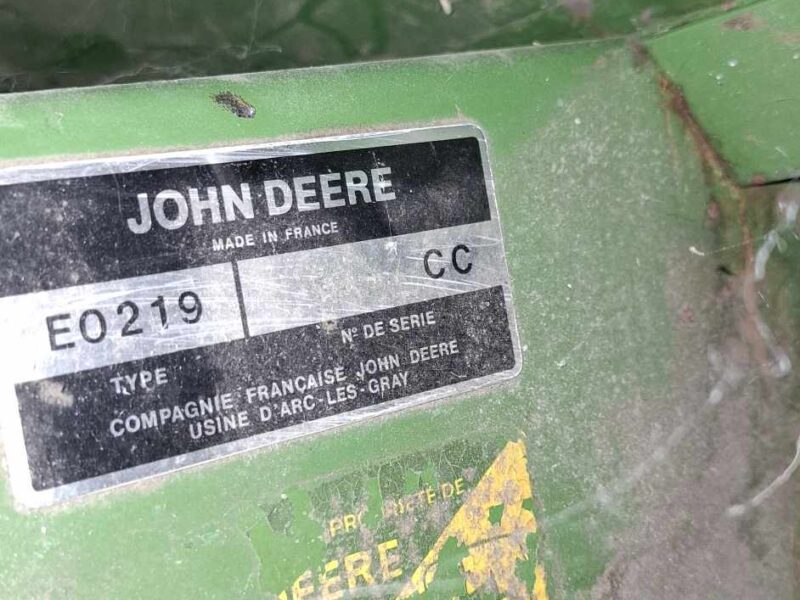 JOHN DEERE
MADE IN FRANCE
E0219 CC
TYPE N° DE SERIE
COMPAGNIE FRANÇAISE JOHN DEERE
USINE D'ARC-LES-GRAY
DE
DEERE